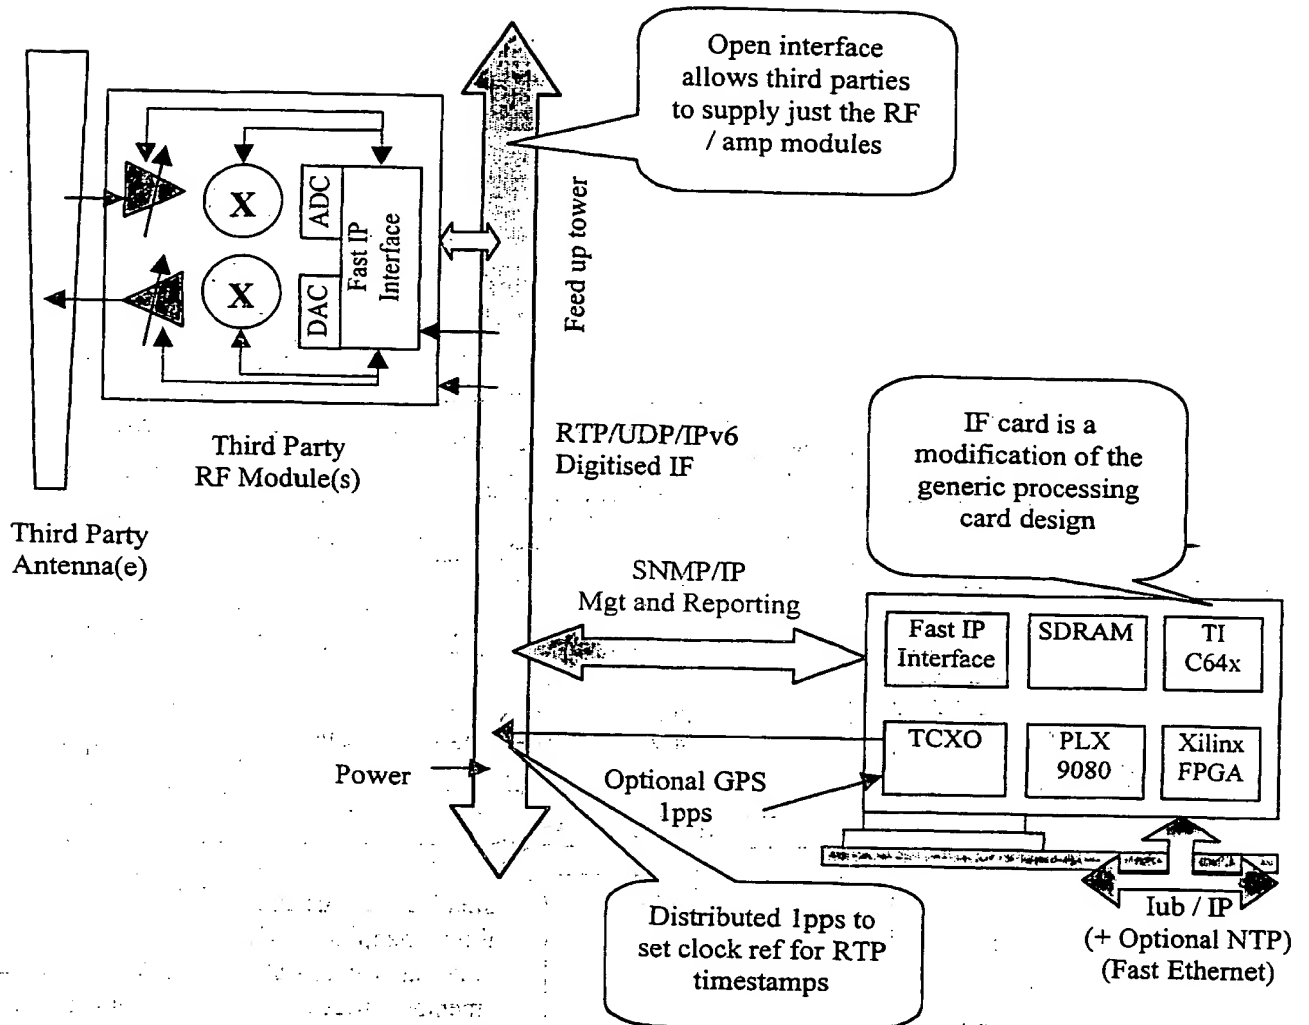 Open interface
allows third parties
to supply just the RF
/ amp modules
X
ADC
Fast IP
Interface
X
DAC
Feed up tower
Third Party
RF Module(s)
Third Party
Antenna(e)
RTP/UDP/IPv6
Digitised IF
IF card is a
modification of the
generic processing
card design
SNMP/IP
Mgt and Reporting
Fast IP
Interface
SDRAM
TI
C64x
TCXO
PLX
9080
Xilinx
FPGA
Power
Optional GPS
1pps
Distributed 1pps to
set clock ref for RTP
timestamps
Iub / IP
(+ Optional NTP)
(Fast Ethernet)